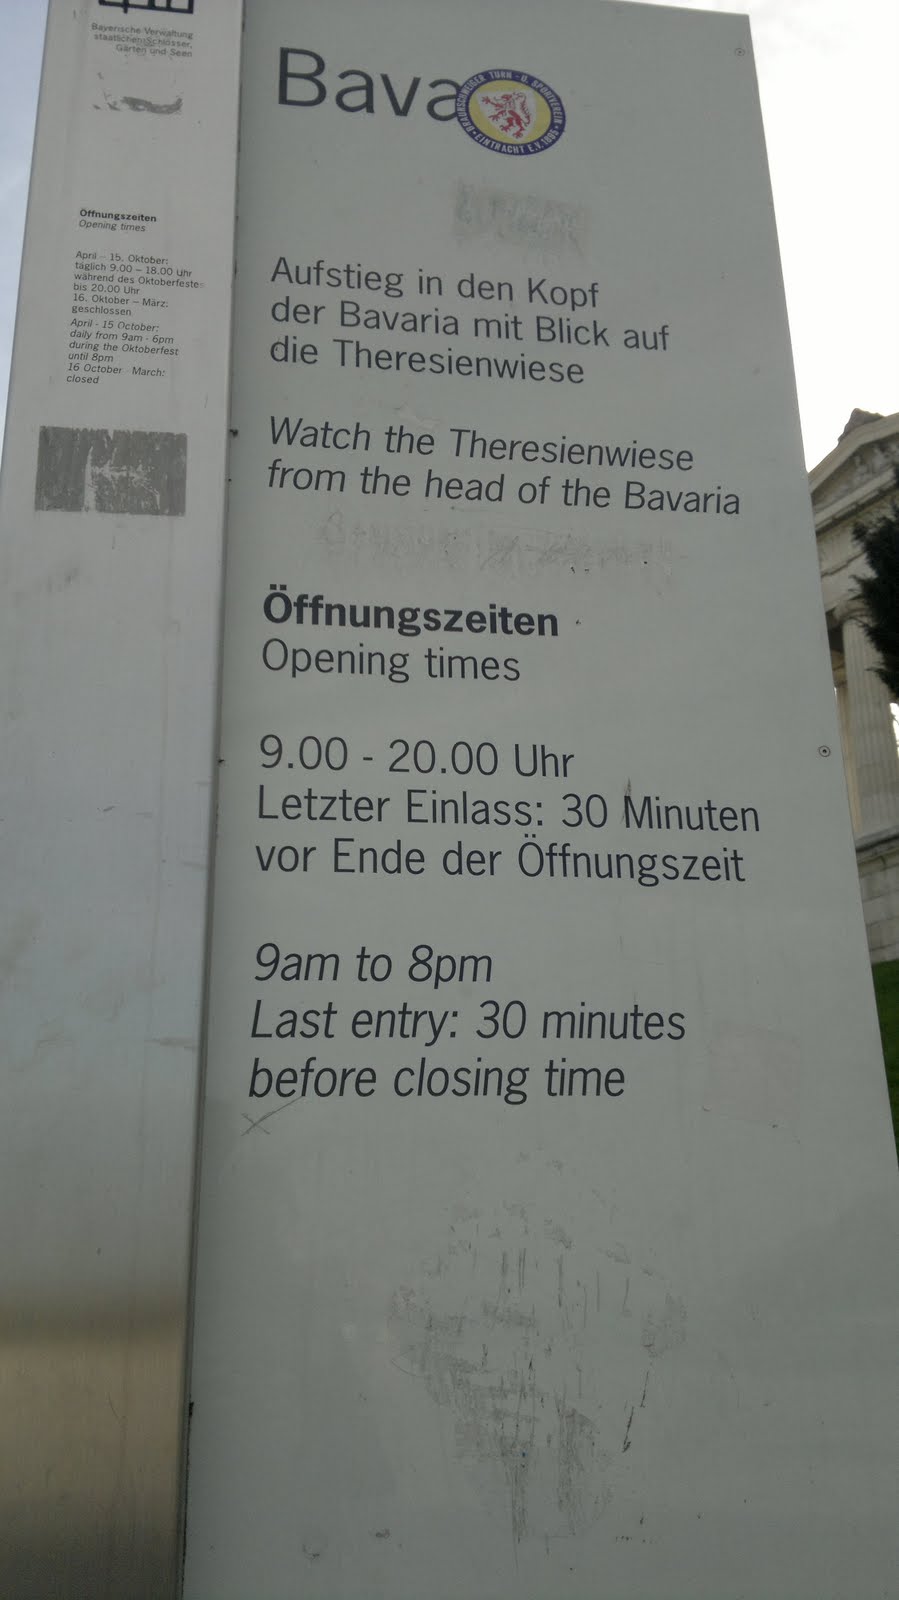 Bayerische Verwaltung
staatlichen Schlösser,
Gärten und Seen
Öffnungszeiten
Opening times
April – 15. Oktober:
täglich 9.00 – 18.00 Uhr
während des Oktoberfestes
bis 20.00 Uhr
16. Oktober – März:
geschlossen
April - 15 October:
daily from 9am - 6pm
during the Oktoberfest
until 8pm
16 October - March:
closed
Bava
BRAUNSCHWEIGER TURN- U. SPORTVEREIN
EINTRACHT E.V. 1895
Aufstieg in den Kopf
der Bavaria mit Blick auf
die Theresienwiese
Watch the Theresienwiese
from the head of the Bavaria
Öffnungszeiten
Opening times
9.00 - 20.00 Uhr
Letzter Einlass: 30 Minuten
vor Ende der Öffnungszeit
9am to 8pm
Last entry: 30 minutes
before closing time